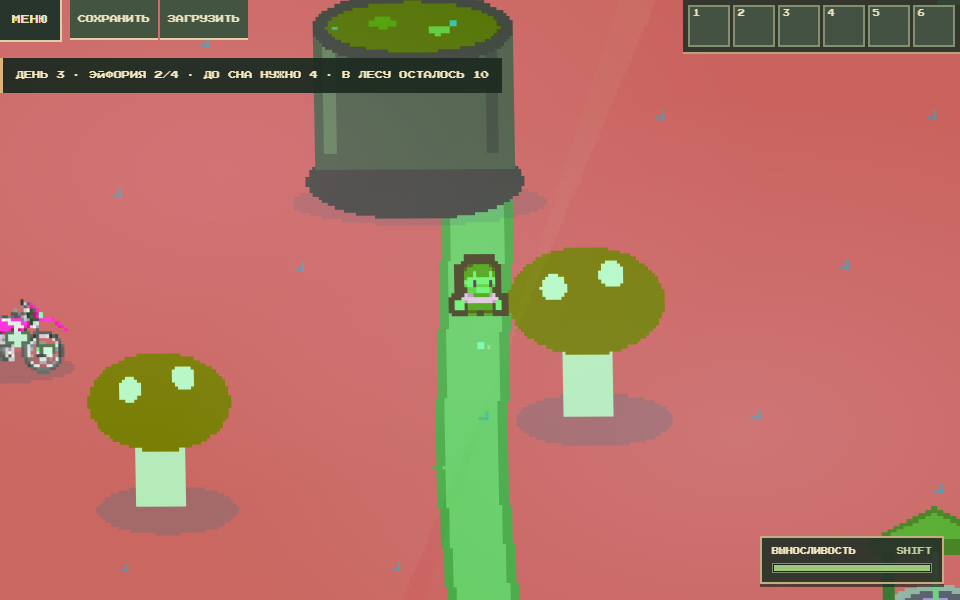 МЕНЮ
СОХРАНИТЬ
ЗАГРУЗИТЬ
1 2 3 4 5 6
ДЕНЬ 3 · ЭЙФОРИЯ 2/4 · ДО СНА НУЖНО 4 · В ЛЕСУ ОСТАЛОСЬ 10
ВЫНОСЛИВОСТЬ SHIFT